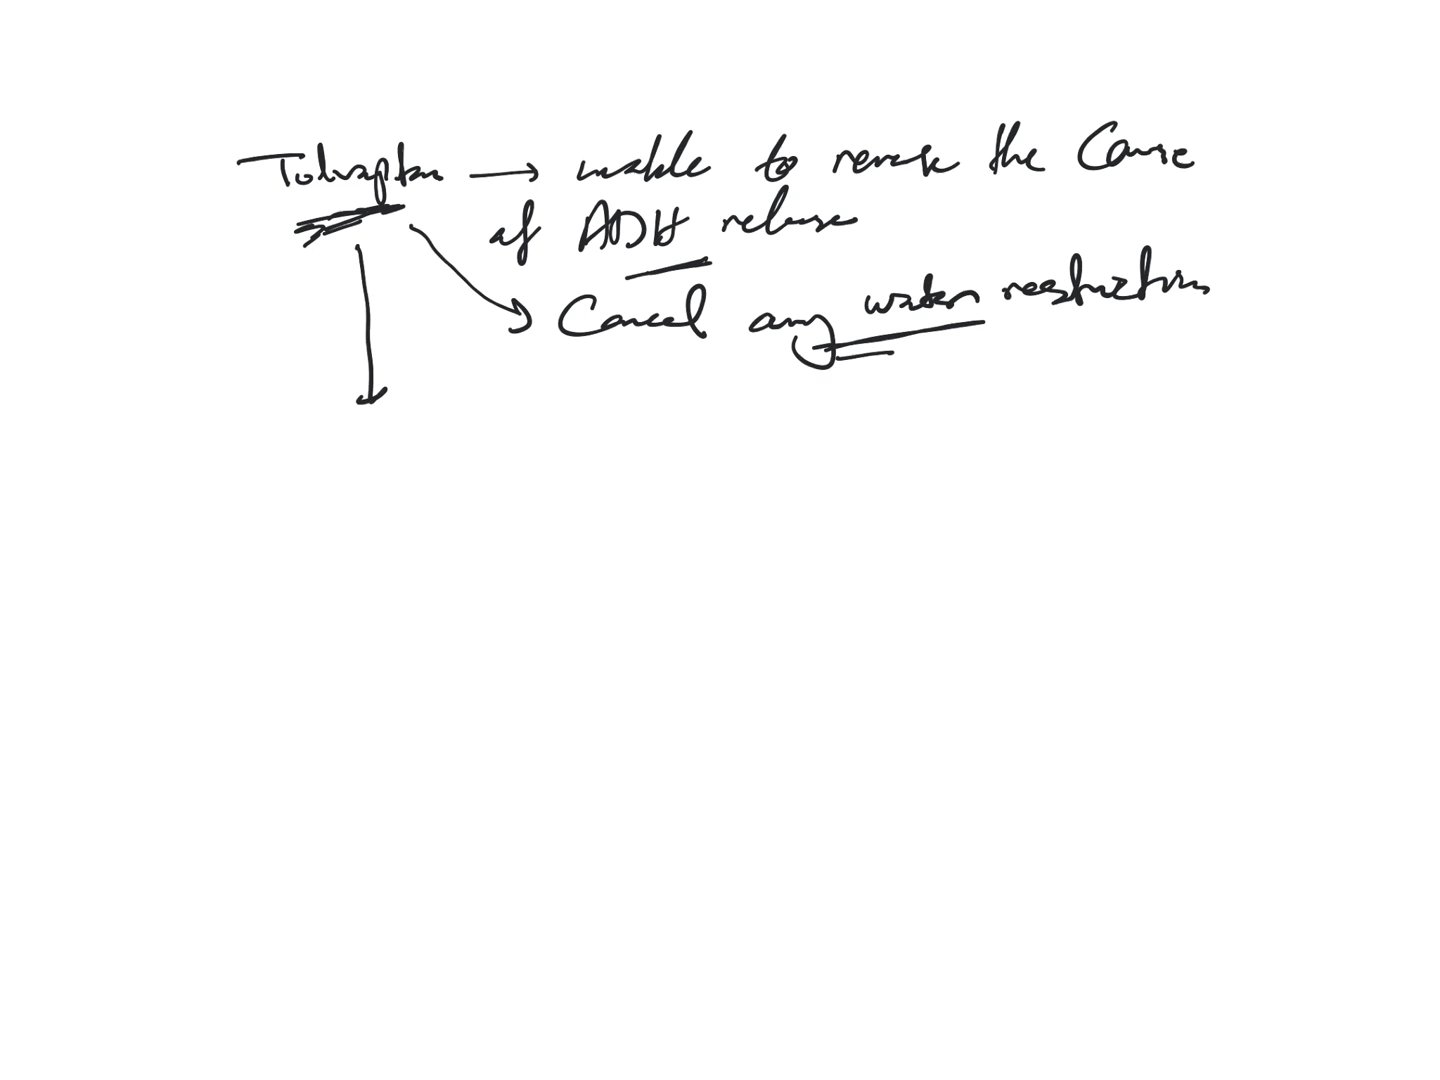 Tolvaptan → unable to reverse the Cause
of ADH release
Cancel any water restriction